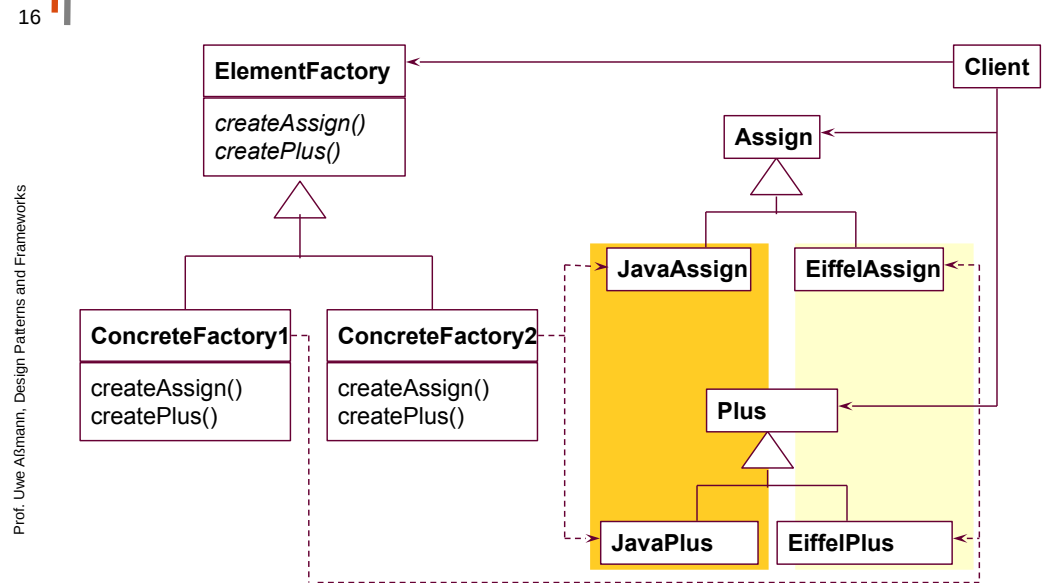 16
ElementFactory
createAssign()
createPlus()
Client
Assign
JavaAssign
EiffelAssign
ConcreteFactory1
createAssign()
createPlus()
ConcreteFactory2
createAssign()
createPlus()
Plus
JavaPlus
EiffelPlus
Prof. Uwe Aßmann, Design Patterns and Frameworks